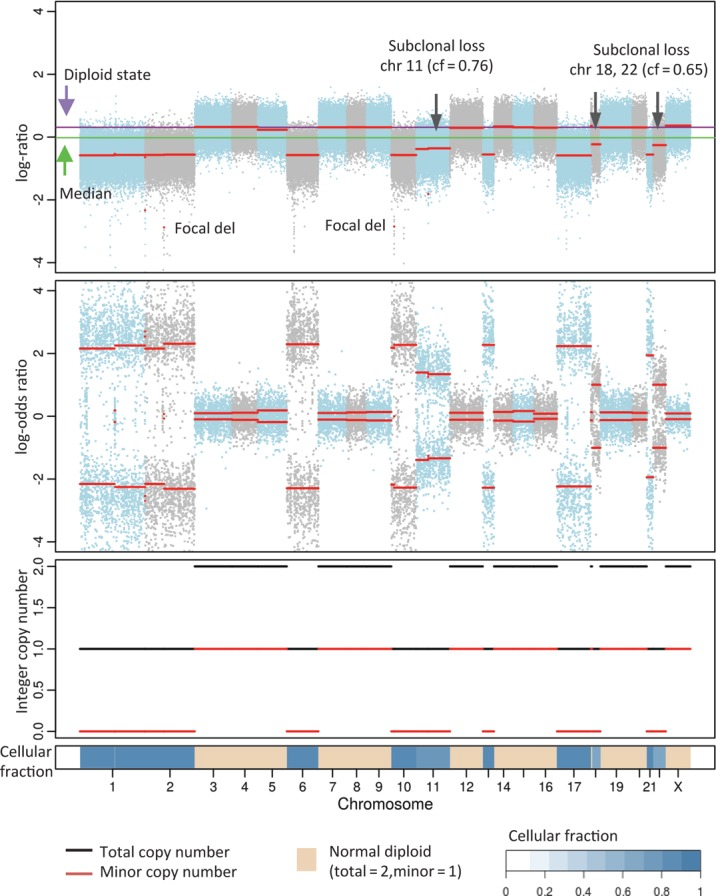 4
2
0
-2
-4
log-ratio
Diploid state
Median
Subclonal loss
chr 11 (cf = 0.76)
Subclonal loss
chr 18, 22 (cf = 0.65)
Focal del
Focal del
4
2
0
-2
-4
log-odds ratio
2.0
1.5
1.0
0.5
0.0
Integer copy number
Cellular
fraction
1 2 3 4 5 6 7 8 9 10 11 12 14 16 17 19 21 X
Chromosome
Total copy number
Minor copy number
Normal diploid
(total = 2,minor = 1)
Cellular fraction
0 0.2 0.4 0.6 0.8 1